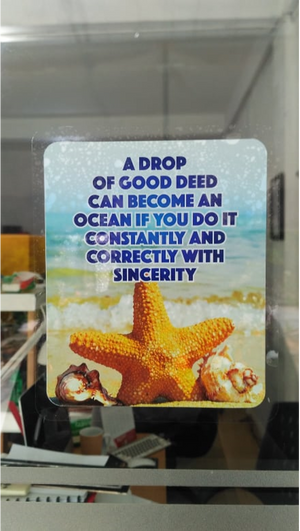 A DROP
OF GOOD DEED
CAN BECOME AN
OCEAN IF YOU DO IT
CONSTANTLY AND
CORRECTLY WITH
SINCERITY